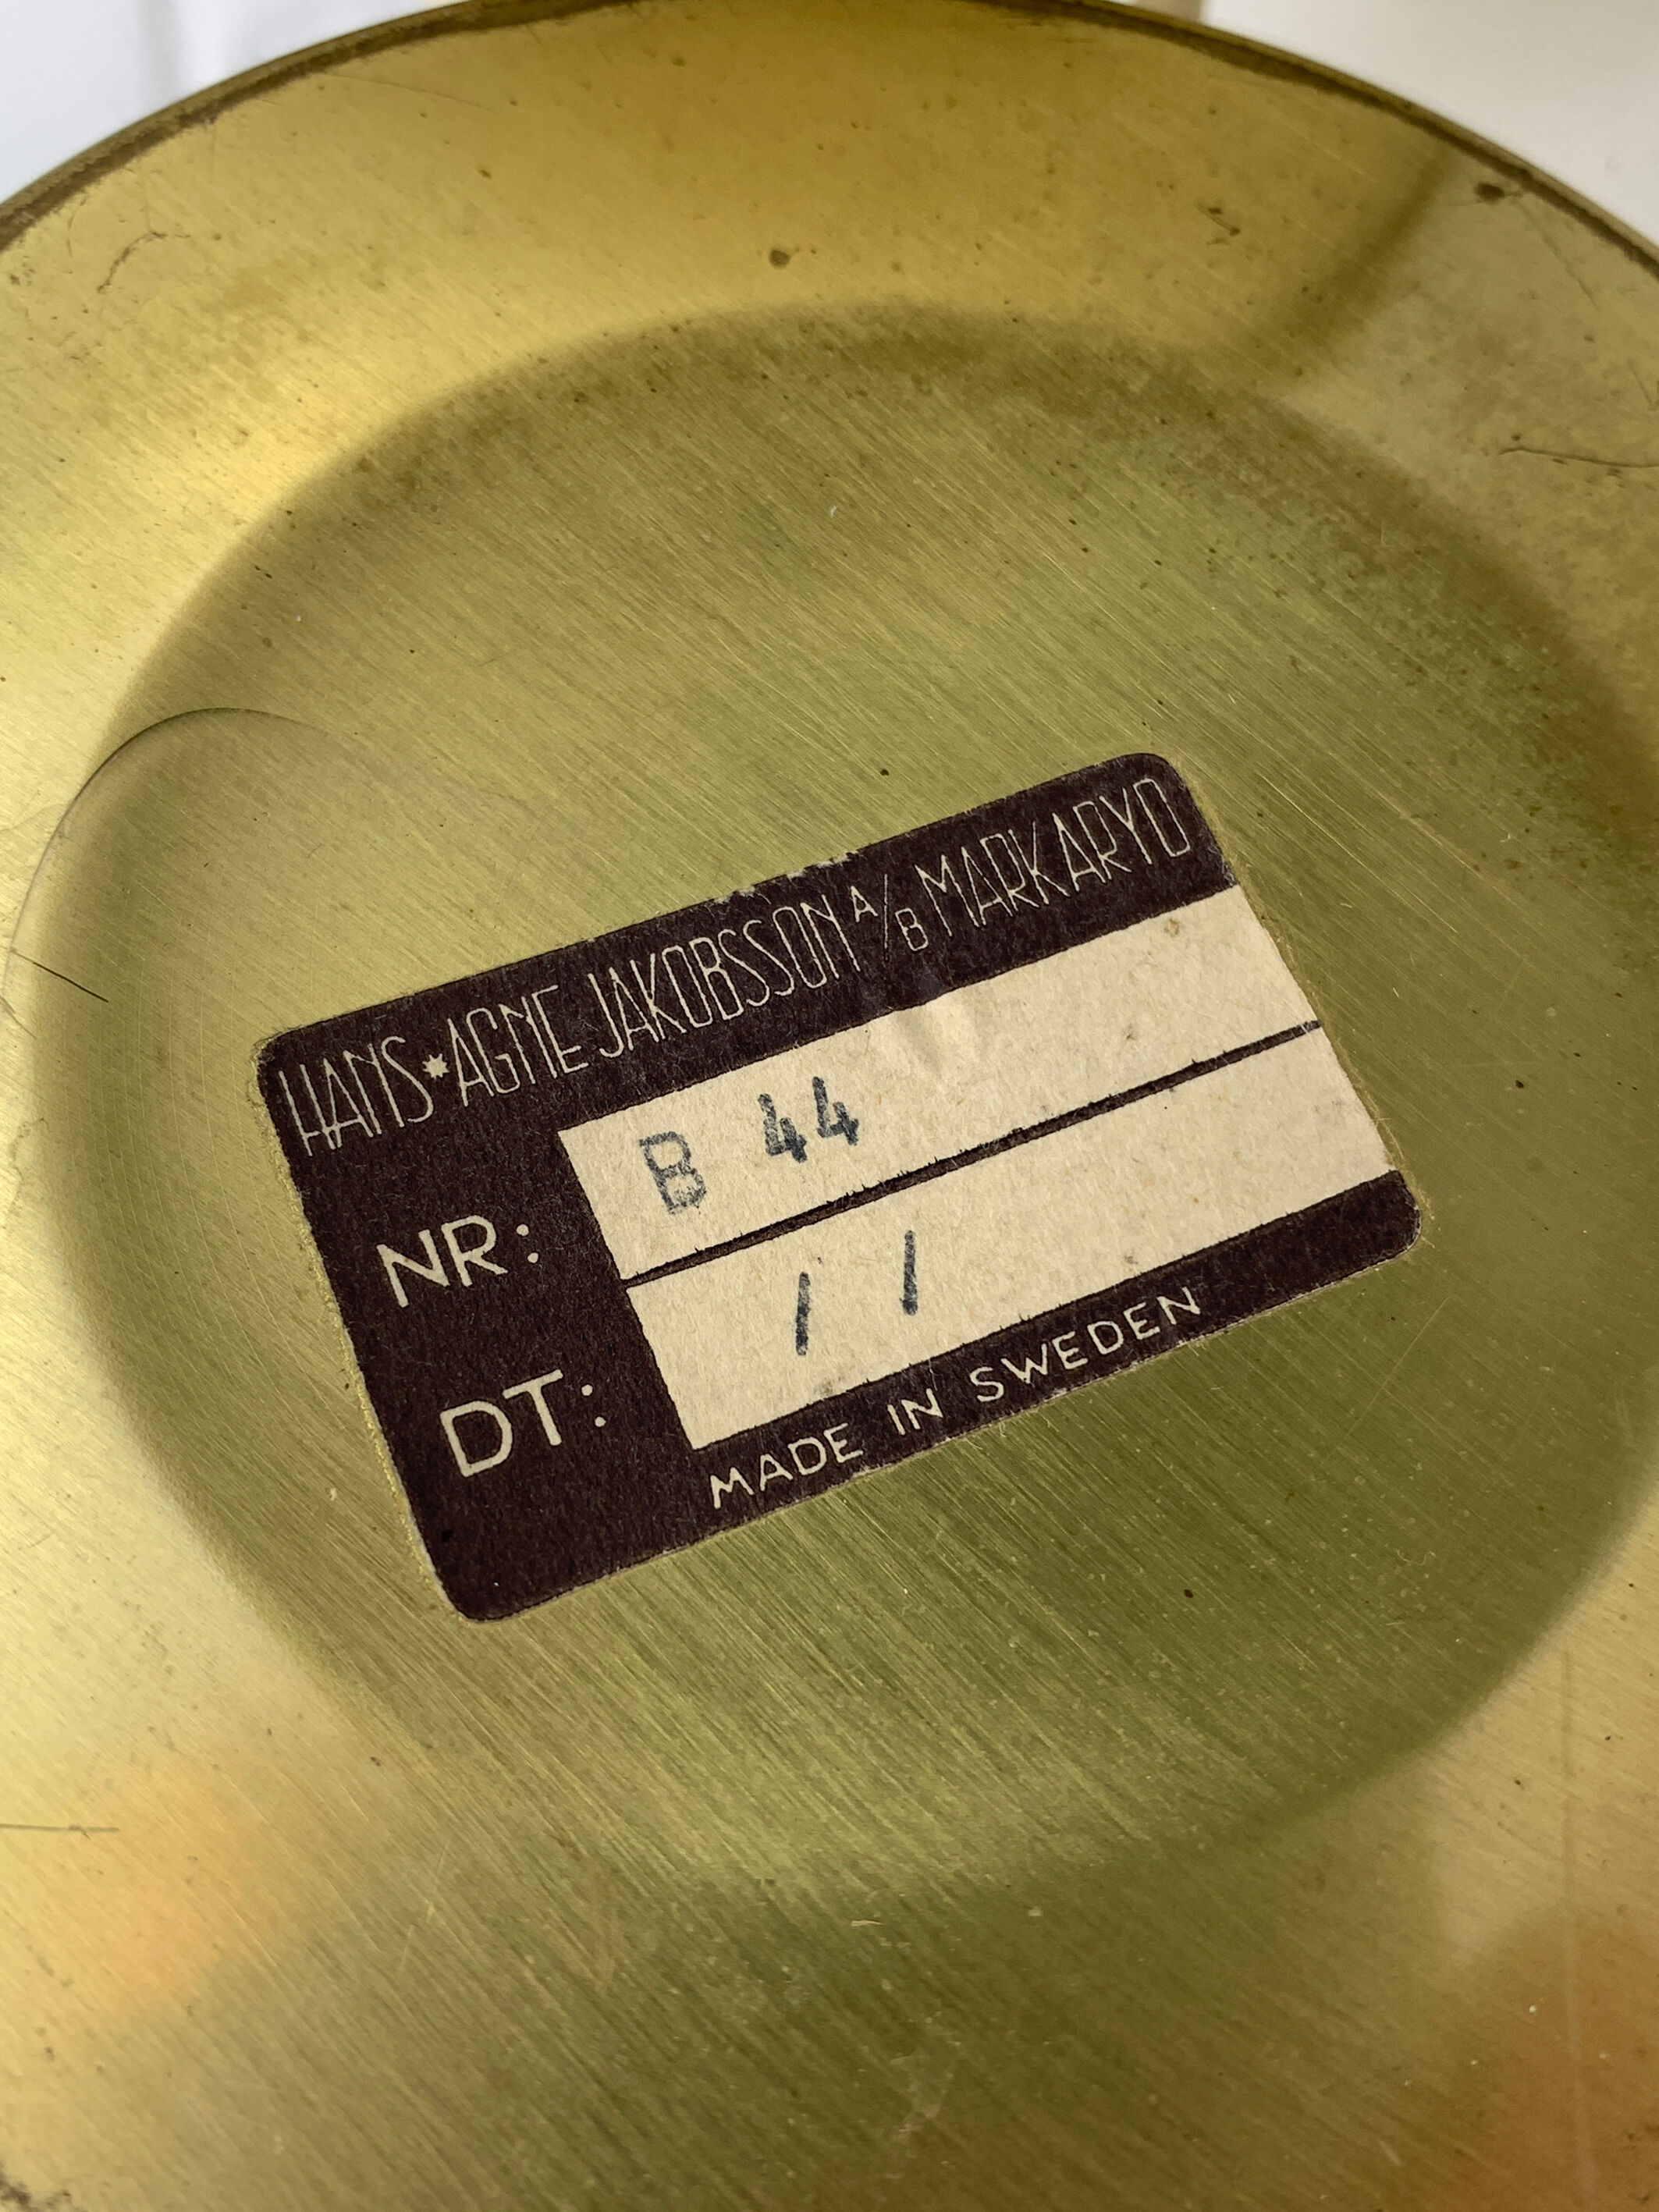 HANS*AGNE JAKOBSSON A/B MARKARYD
NR: B 44
DT: / /
MADE IN SWEDEN